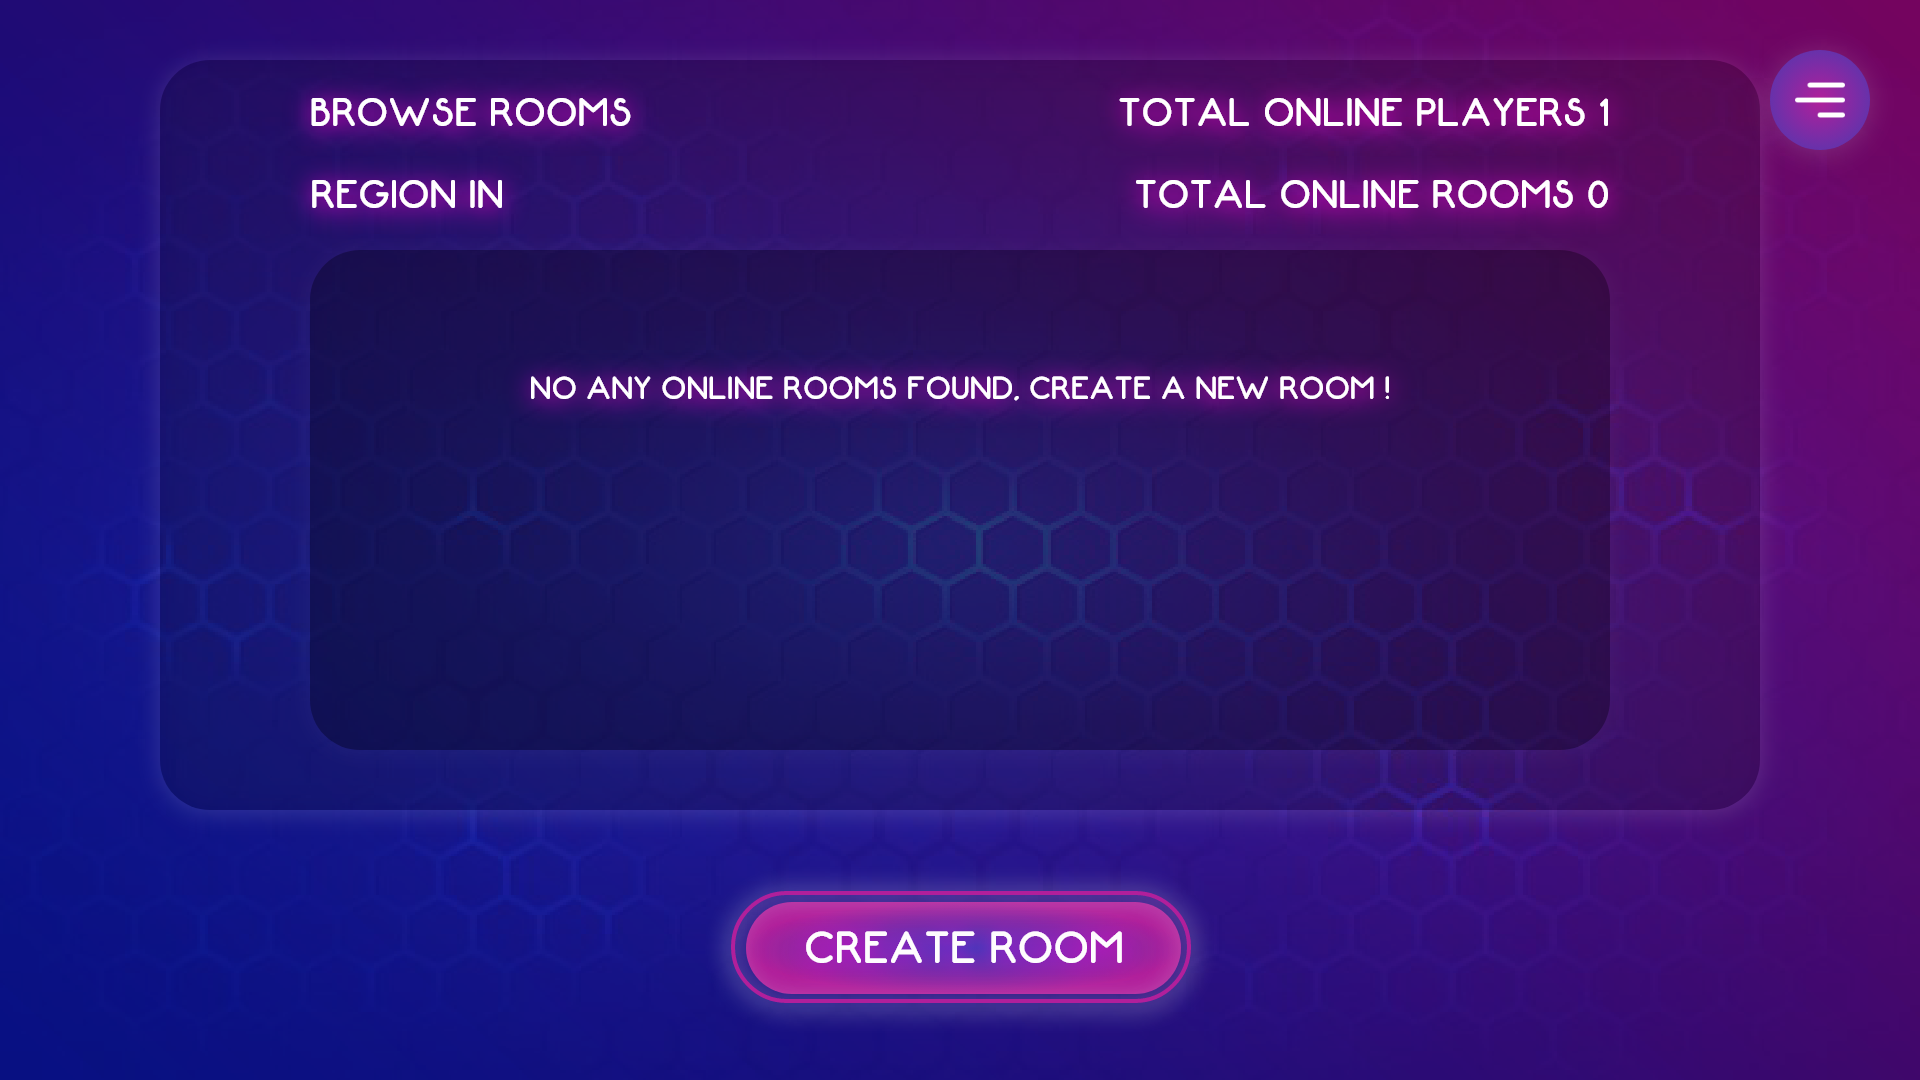 BROWSE ROOMS
TOTAL ONLINE PLAYERS 1
REGION IN
TOTAL ONLINE ROOMS 0
NO ANY ONLINE ROOMS FOUND, CREATE A NEW ROOM !
CREATE ROOM